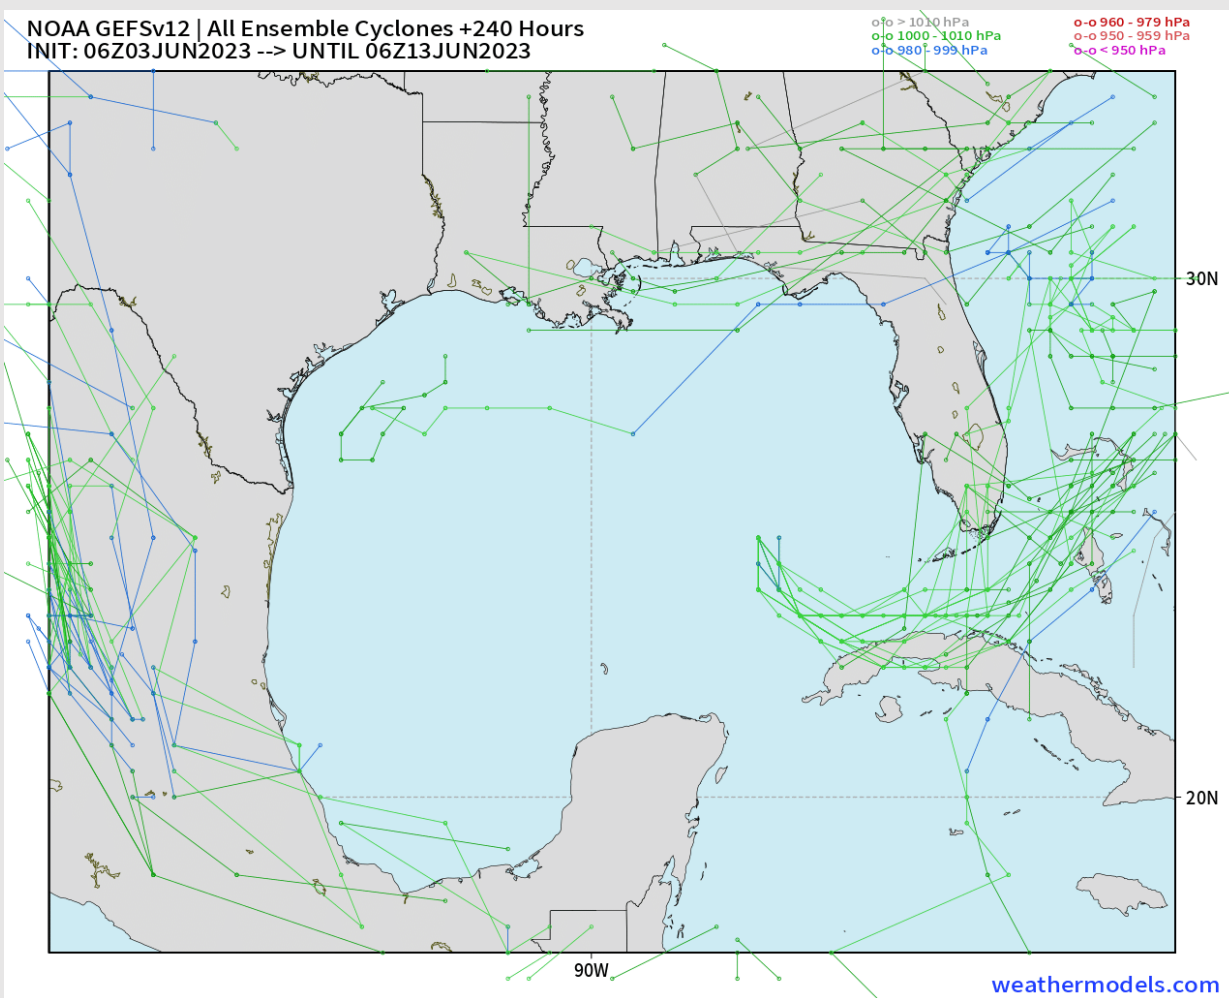 NOAA GEFSv12 | All Ensemble Cyclones +240 Hours
INIT: 06Z03JUN2023 --> UNTIL 06Z13JUN2023
o-o > 1010 hPa
o-o 1000 - 1010 hPa
o-o 980 - 999 hPa
o-o 960 - 979 hPa
o-o 950 - 959 hPa
o-o < 950 hPa
30N
20N
90W
weathermodels.com